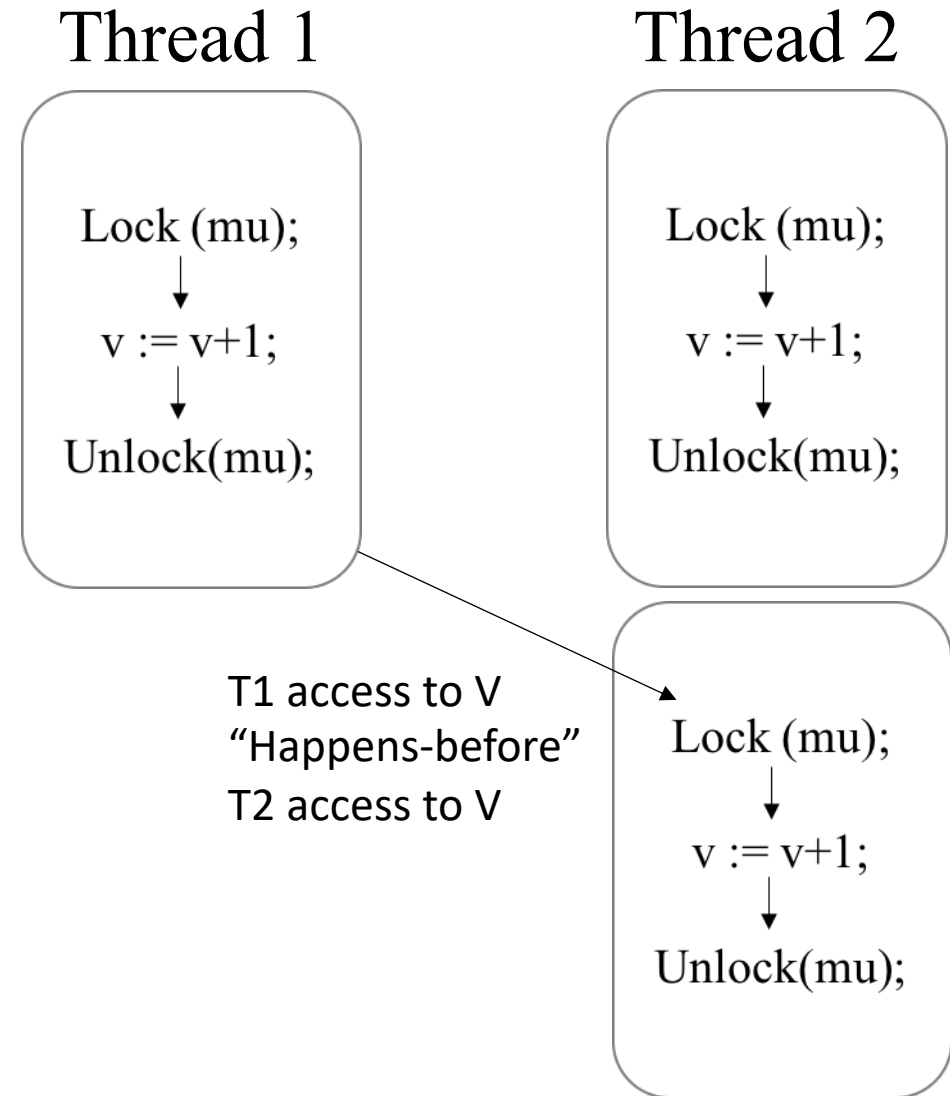 Thread 1
Thread 2
Lock (mu);
v := v+1;
Unlock(mu);
Lock (mu);
v := v+1;
Unlock(mu);
T1 access to V
“Happens-before”
T2 access to V
Lock (mu);
v := v+1;
Unlock(mu);